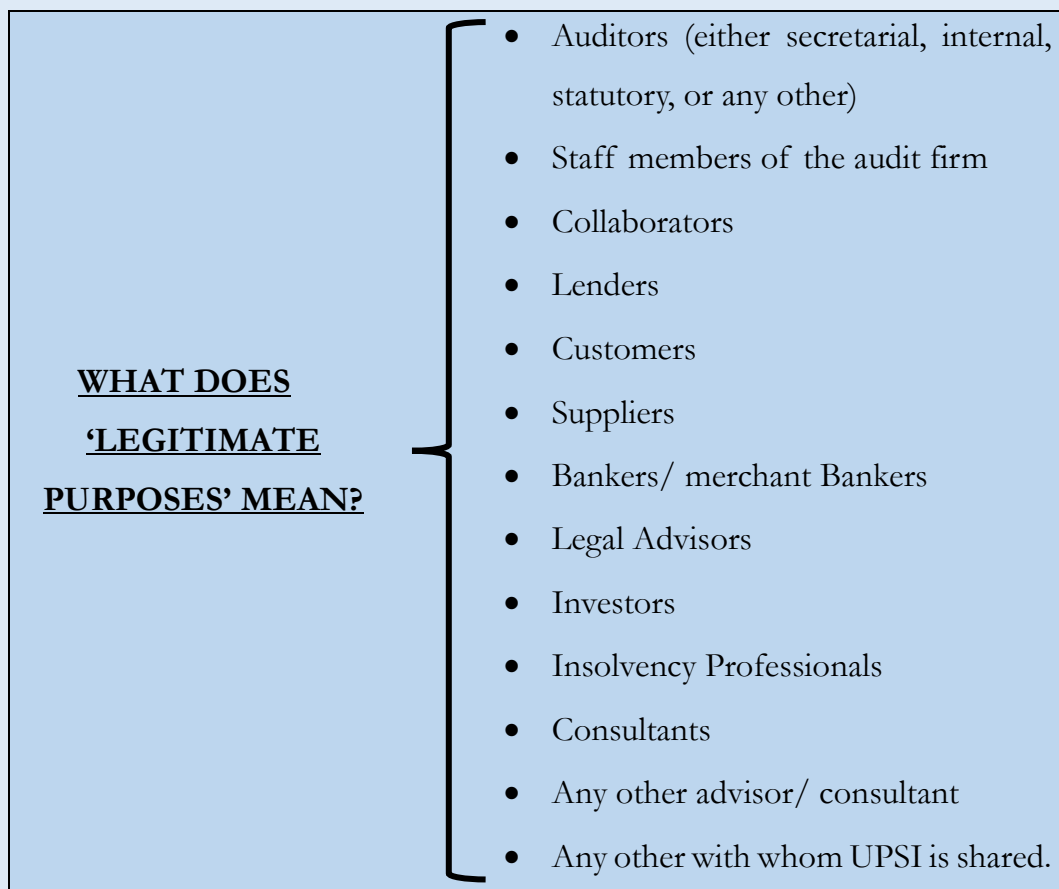 WHAT DOES
‘LEGITIMATE
PURPOSES’ MEAN?
• Auditors (either secretarial, internal,
statutory, or any other)
• Staff members of the audit firm
• Collaborators
• Lenders
• Customers
• Suppliers
• Bankers/ merchant Bankers
• Legal Advisors
• Investors
• Insolvency Professionals
• Consultants
• Any other advisor/ consultant
• Any other with whom UPSI is shared.